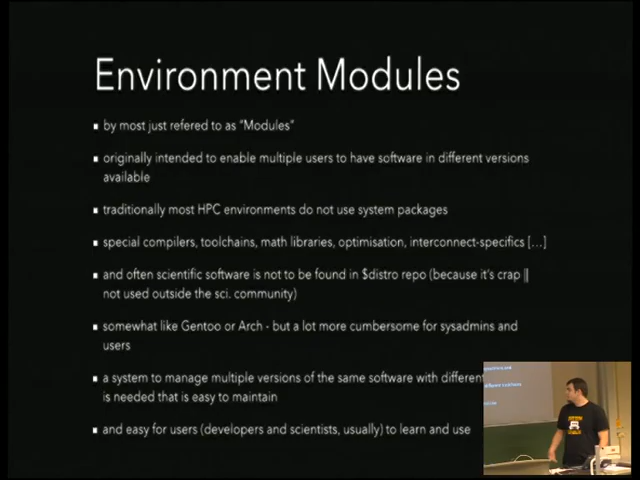 Environment Modules
by most just refered to as "Modules"
originally intended to enable multiple users to have software in different versions
available
traditionally most HPC environments do not use system packages
special compilers, toolchains, math libraries, optimisation, interconnect-specifics [...]
and often scientific software is not to be found in $distro repo (because it's crap ||
not used outside the sci. community)
somewhat like Gentoo or Arch - but a lot more cumbersome for sysadmins and
users
a system to manage multiple versions of the same software with different
is needed that is easy to maintain
and easy for users (developers and scientists, usually) to learn and use